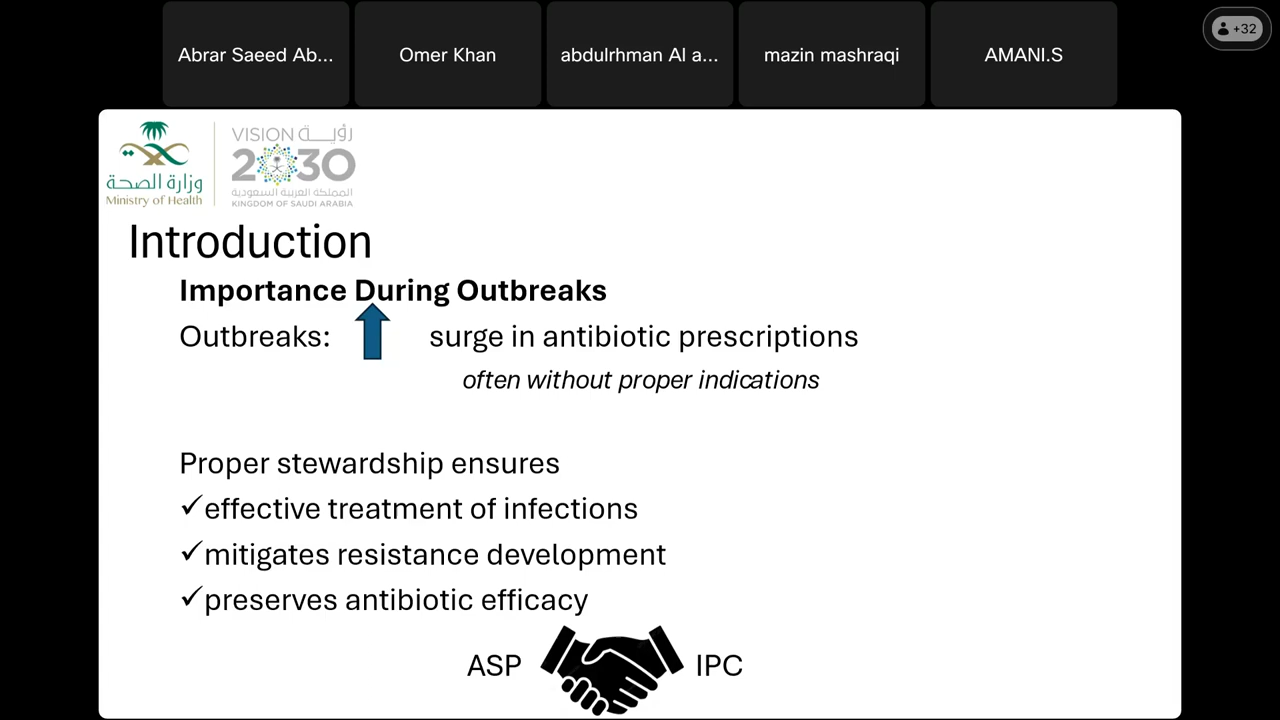 Abrar Saeed Ab...
Omer Khan
abdulrhman Al a...
mazin mashraqi
AMANI.S
+32
وزارة الصحة
Ministry of Health
VISION رؤيــــة
2030
المملكة العربية السعودية
KINGDOM OF SAUDI ARABIA
Introduction
Importance During Outbreaks
Outbreaks: surge in antibiotic prescriptions
often without proper indications
Proper stewardship ensures
✓effective treatment of infections
✓mitigates resistance development
✓preserves antibiotic efficacy
ASP IPC